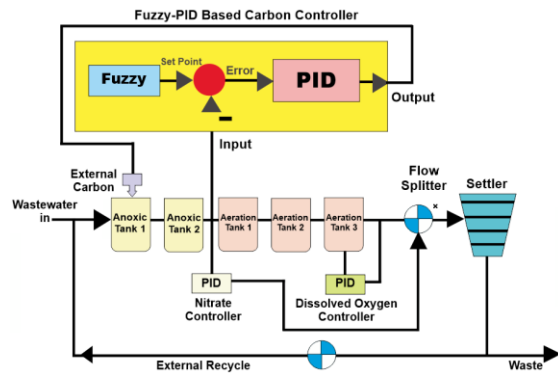 Fuzzy-PID Based Carbon Controller
Fuzzy
Set Point
Error
PID
Output
Input
External
Carbon
Flow
Splitter
Settler
Wastewater
in
Anoxic
Tank 1
Anoxic
Tank 2
Aeration
Tank 1
Aeration
Tank 2
Aeration
Tank 3
×
PID
Nitrate
Controller
PID
Dissolved Oxygen
Controller
External Recycle
Waste